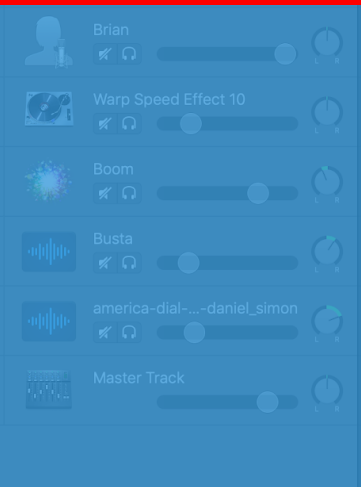 Brian
L R
Warp Speed Effect 10
L R
Boom
L R
Busta
L R
america-dial-...-daniel_simon
L R
Master Track
L R